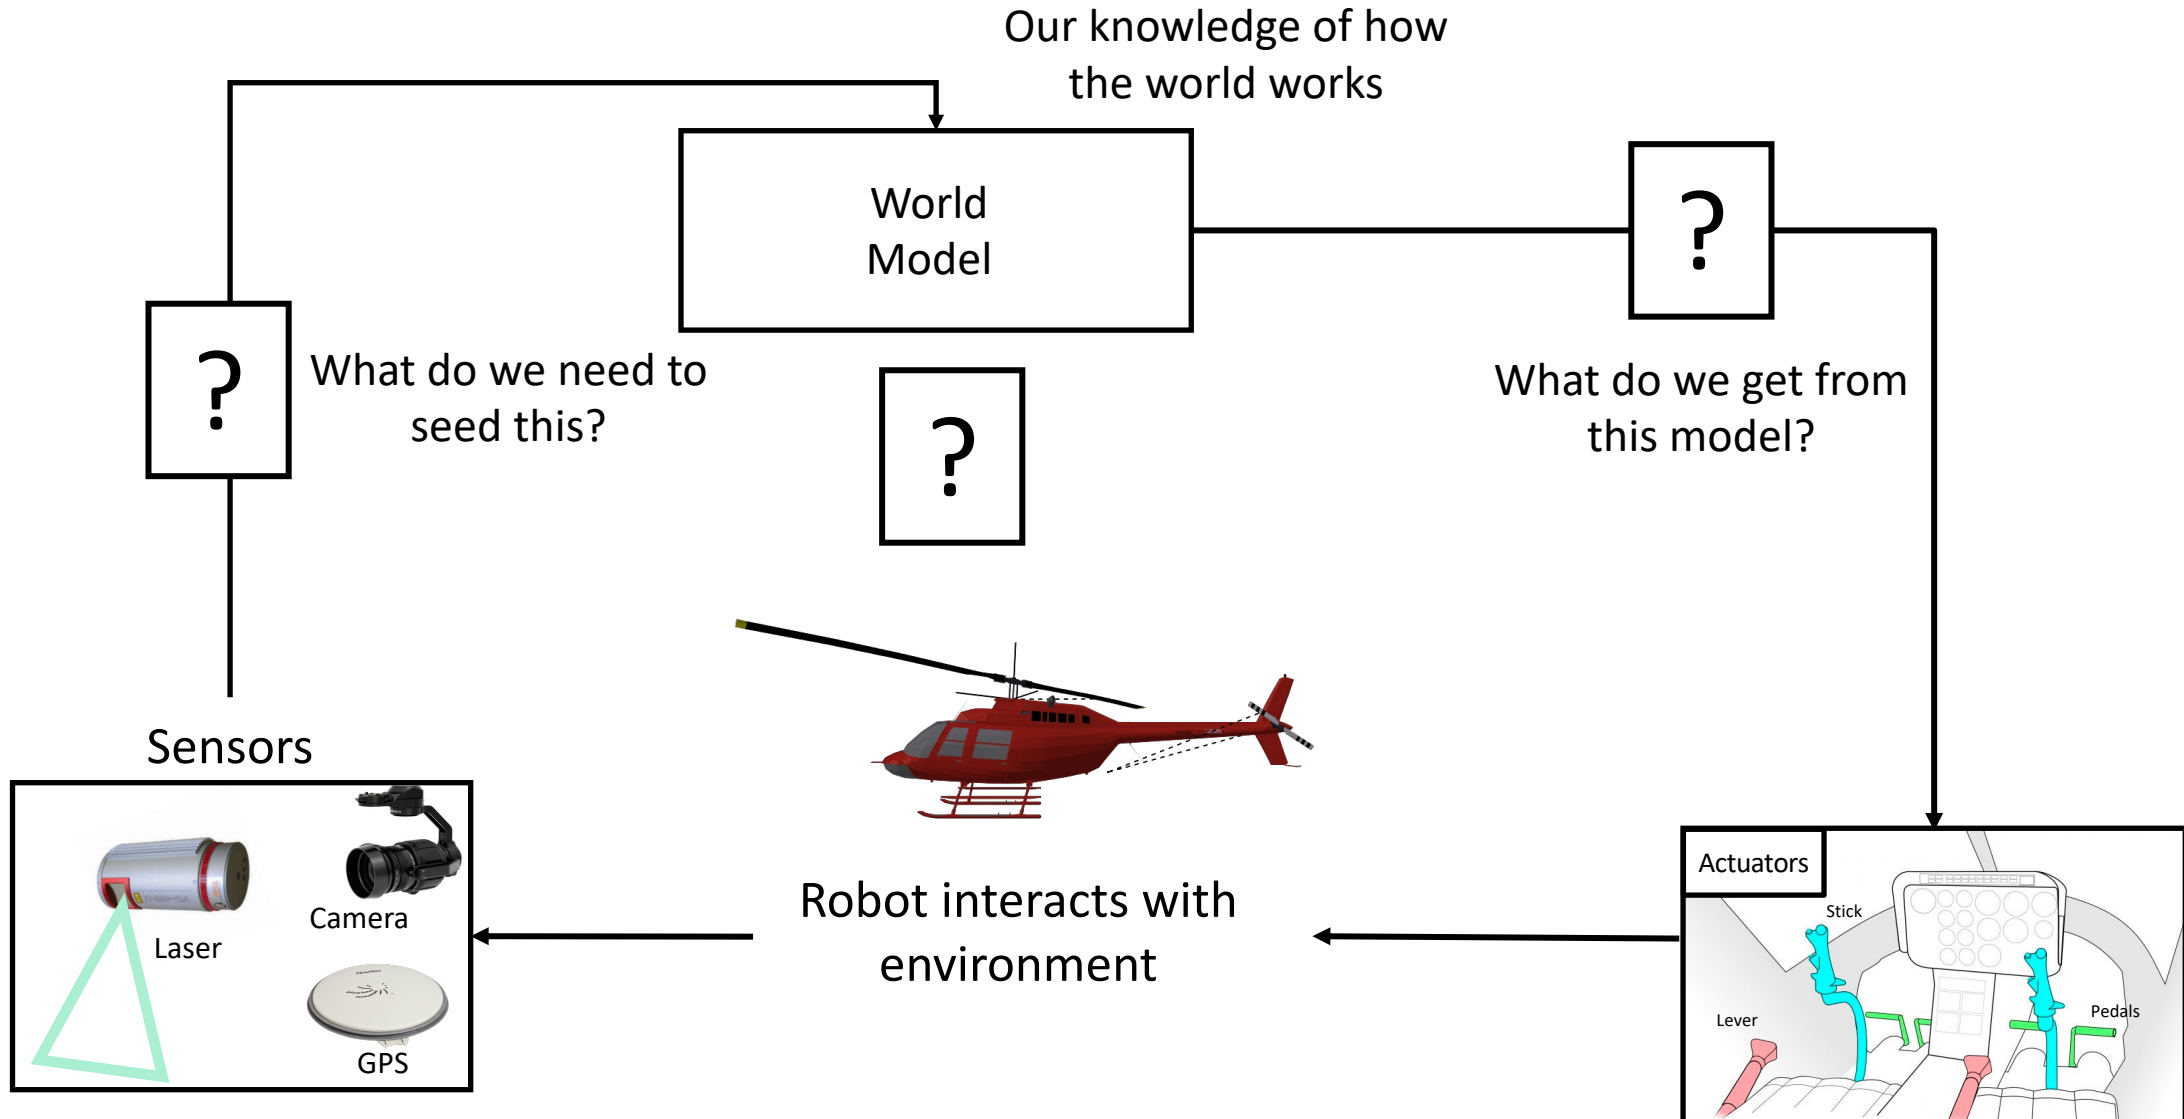 Our knowledge of how
the world works
World
Model
?
?
What do we need to
seed this?
?
What do we get from
this model?
Sensors
Camera
Laser
GPS
Robot interacts with
environment
Actuators
Stick
Lever
Pedals